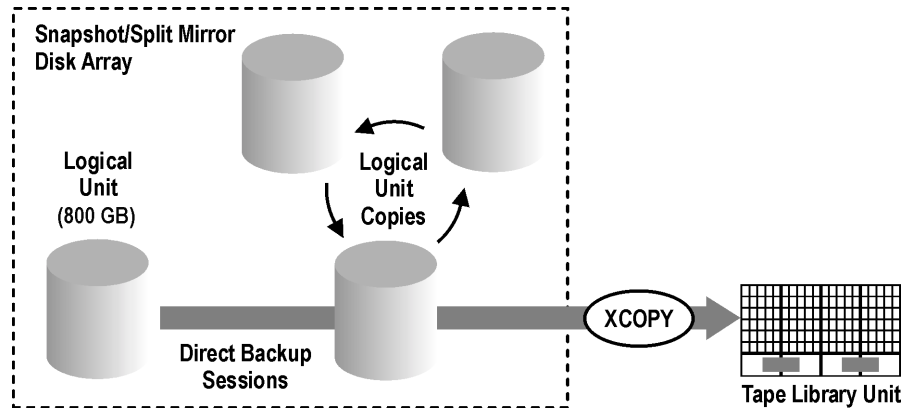 Snapshot/Split Mirror
Disk Array
Logical
Unit
(800 GB)
Logical
Unit
Copies
Direct Backup
Sessions
XCOPY
Tape Library Unit